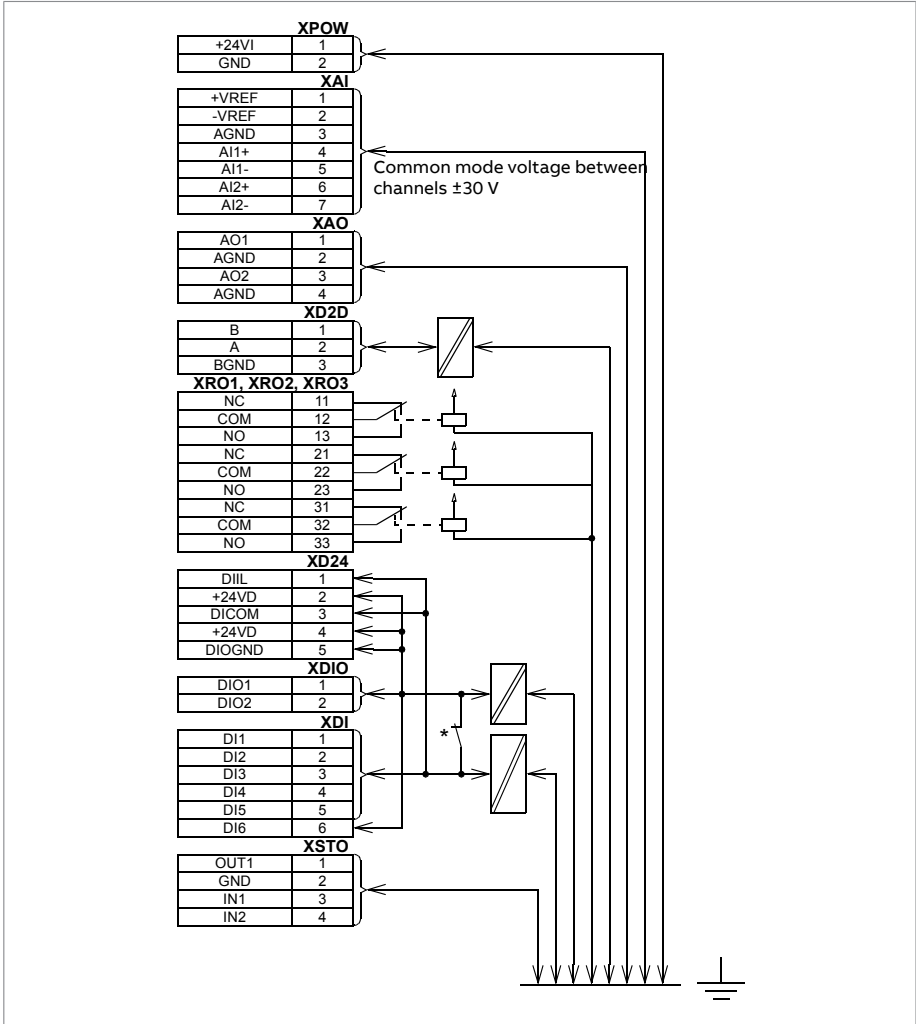 XPOW
+24VI 1
GND 2
XAI
+VREF 1
-VREF 2
AGND 3
AI1+ 4
AI1- 5
AI2+ 6
AI2- 7
Common mode voltage between
channels ±30 V
XAO
AO1 1
AGND 2
AO2 3
AGND 4
XD2D
B 1
A 2
BGND 3
XRO1, XRO2, XRO3
NC 11
COM 12
NO 13
NC 21
COM 22
NO 23
NC 31
COM 32
NO 33
XD24
DIIL 1
+24VD 2
DICOM 3
+24VD 4
DIOGND 5
XDIO
DIO1 1
DIO2 2
XDI
DI1 1
DI2 2
DI3 3
DI4 4
DI5 5
DI6 6
*
XSTO
OUT1 1
GND 2
IN1 3
IN2 4